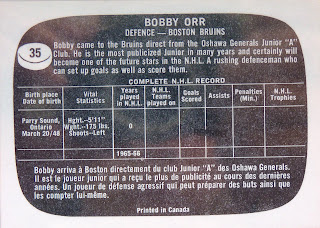 BOBBY ORR
35
DEFENCE — BOSTON BRUINS
Bobby came to the Bruins direct from the Oshawa Generals Junior "A"
Club. He is the most publicized Junior in many years and certainly will
become one of the future stars in the N.H.L. A rushing defenceman who
can set up goals as well as score them.
COMPLETE N.H.L. RECORD
Birth place
Date of birth
Vital
Statistics
Years
played
in N.H.L.
N.H.L.
Teams
played on
Goals
Scored
Assists
Penalties
(Min.)
N.H.L.
Trophies
Parry Sound,
Ontario
March 20/48
Hght.—5'11"
Wght.—175 lbs.
Shoots—Left
0
1965-66
Bobby arriva à Boston directement du club Junior "A" des Oshawa Generals.
Il est le joueur junior qui a reçu le plus de publicité au cours des dernières
années. Un joueur de défense agressif qui peut préparer des buts ainsi que
les compter lui-même.
Printed in Canada